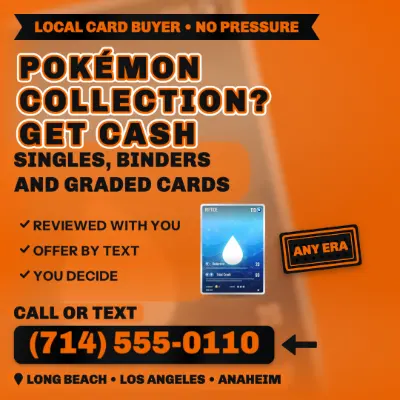 LOCAL CARD BUYER • NO PRESSURE
POKÉMON
COLLECTION?
GET CASH
SINGLES, BINDERS
AND GRADED CARDS
REVIEWED WITH YOU
OFFER BY TEXT
YOU DECIDE
ANY ERA
CALL OR TEXT
(714) 555-0110
LONG BEACH • LOS ANGELES • ANAHEIM